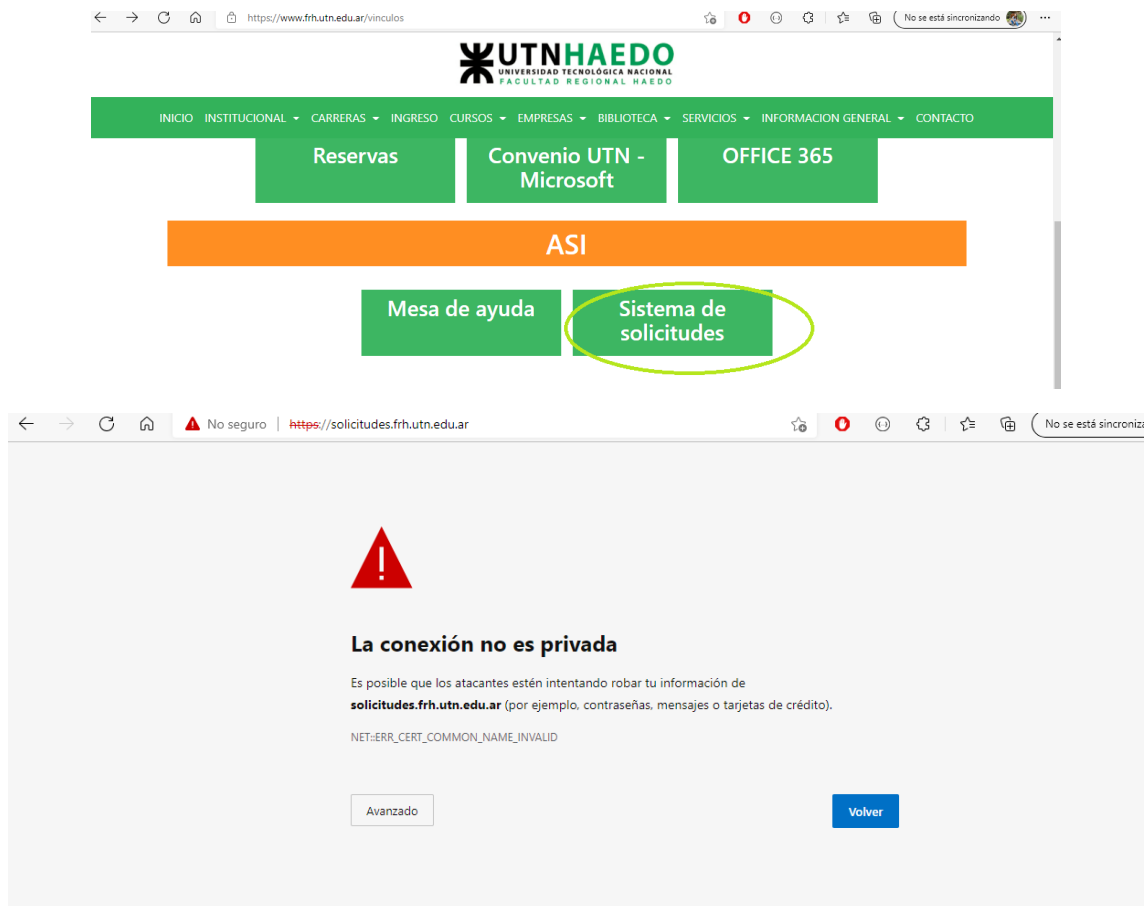 https://www.frh.utn.edu.ar/vinculos
No se está sincronizando
UTNHAEDO
UNIVERSIDAD TECNOLÓGICA NACIONAL
FACULTAD REGIONAL HAEDO
INICIO INSTITUCIONAL CARRERAS INGRESO CURSOS EMPRESAS BIBLIOTECA SERVICIOS INFORMACION GENERAL CONTACTO
Reservas
Convenio UTN -
Microsoft
OFFICE 365
ASI
Mesa de ayuda
Sistema de
solicitudes
No seguro https://solicitudes.frh.utn.edu.ar
No se está sincroniza
La conexión no es privada
Es posible que los atacantes estén intentando robar tu información de
solicitudes.frh.utn.edu.ar (por ejemplo, contraseñas, mensajes o tarjetas de crédito).
NET::ERR_CERT_COMMON_NAME_INVALID
Avanzado
Volver